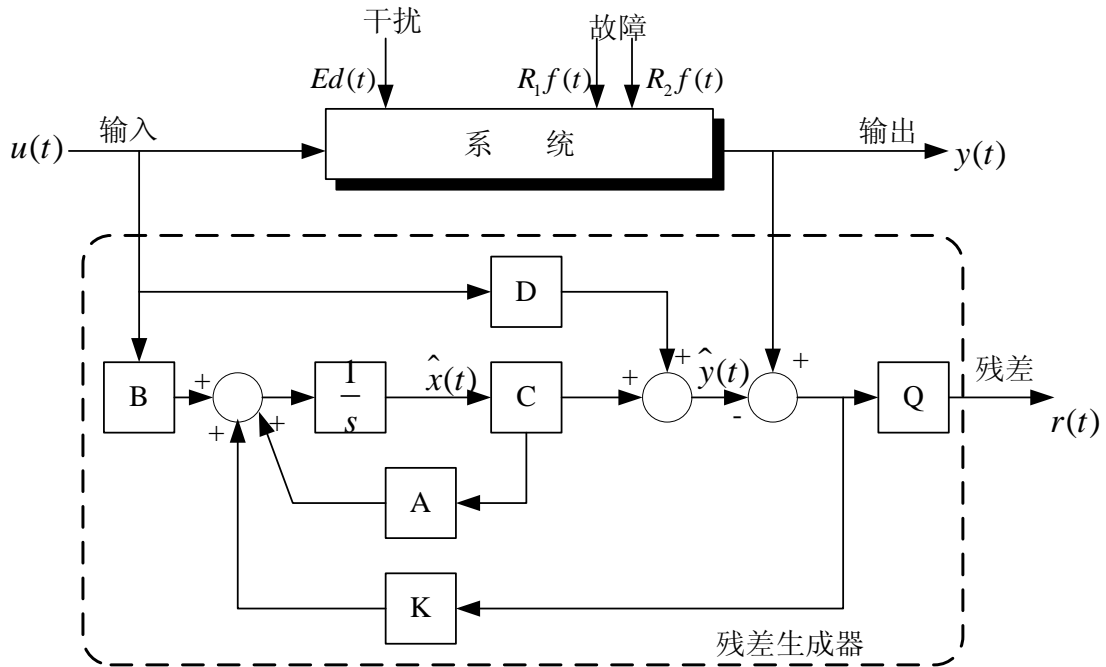 干扰
故障
Ed(t)
R₁f(t)
R₂f(t)
输入
系 统
输出
u(t)
y(t)
D
+
+
B
+
1/s
x̂(t)
C
+
ŷ(t)
-
Q
残差
r(t)
+
+
A
K
残差生成器